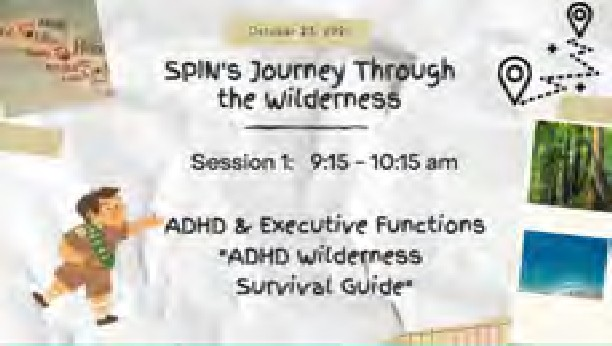 SPIN's Journey Through
the Wilderness
Session 1: 9:15 - 10:15 am
ADHD & Executive Functions
"ADHD Wilderness
Survival Guide"